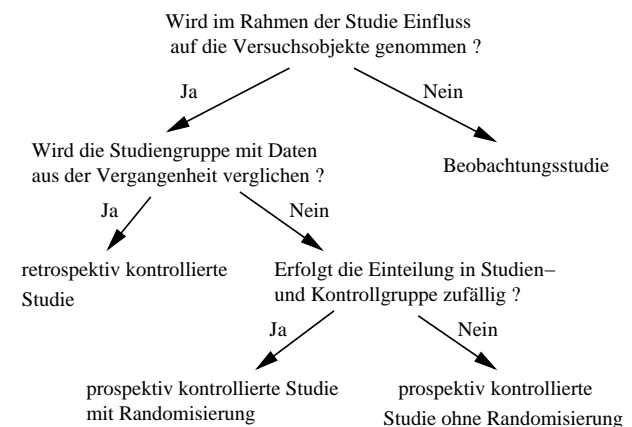 Wird im Rahmen der Studie Einfluss
auf die Versuchsobjekte genommen ?
Ja
Nein
Wird die Studiengruppe mit Daten
aus der Vergangenheit verglichen ?
Beobachtungsstudie
Ja
Nein
retrospektiv kontrollierte
Studie
Erfolgt die Einteilung in Studien–
und Kontrollgruppe zufällig ?
Ja
Nein
prospektiv kontrollierte Studie
mit Randomisierung
prospektiv kontrollierte
Studie ohne Randomisierung